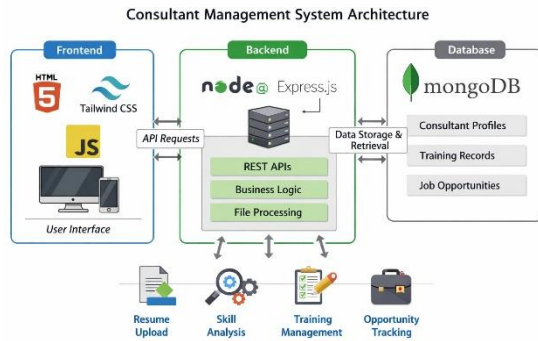 Consultant Management System Architecture
Frontend
Backend
Database
HTML
5
Tailwind CSS
JS
User Interface
API Requests
node@
Express.js
REST APIs
Business Logic
File Processing
Data Storage &
Retrieval
mongoDB
Consultant Profiles
Training Records
Job Opportunities
Resume
Upload
Skill
Analysis
Training
Management
Opportunity
Tracking